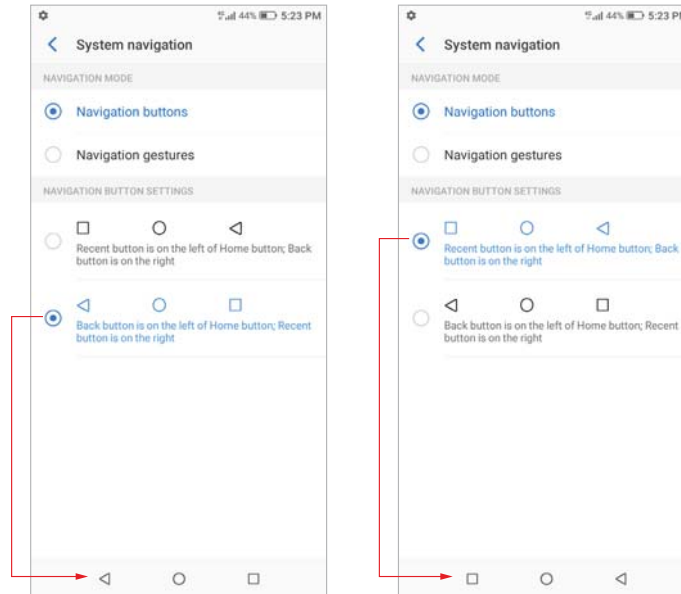 4G 44% 5:23 PM
System navigation
NAVIGATION MODE
Navigation buttons
Navigation gestures
NAVIGATION BUTTON SETTINGS
Recent button is on the left of Home button; Back
button is on the right
Back button is on the left of Home button; Recent
button is on the right
44% 5:23 P
System navigation
NAVIGATION MODE
Navigation buttons
Navigation gestures
NAVIGATION BUTTON SETTINGS
Recent button is on the left of Home button; Back
button is on the right
Back button is on the left of Home button; Recent
button is on the right